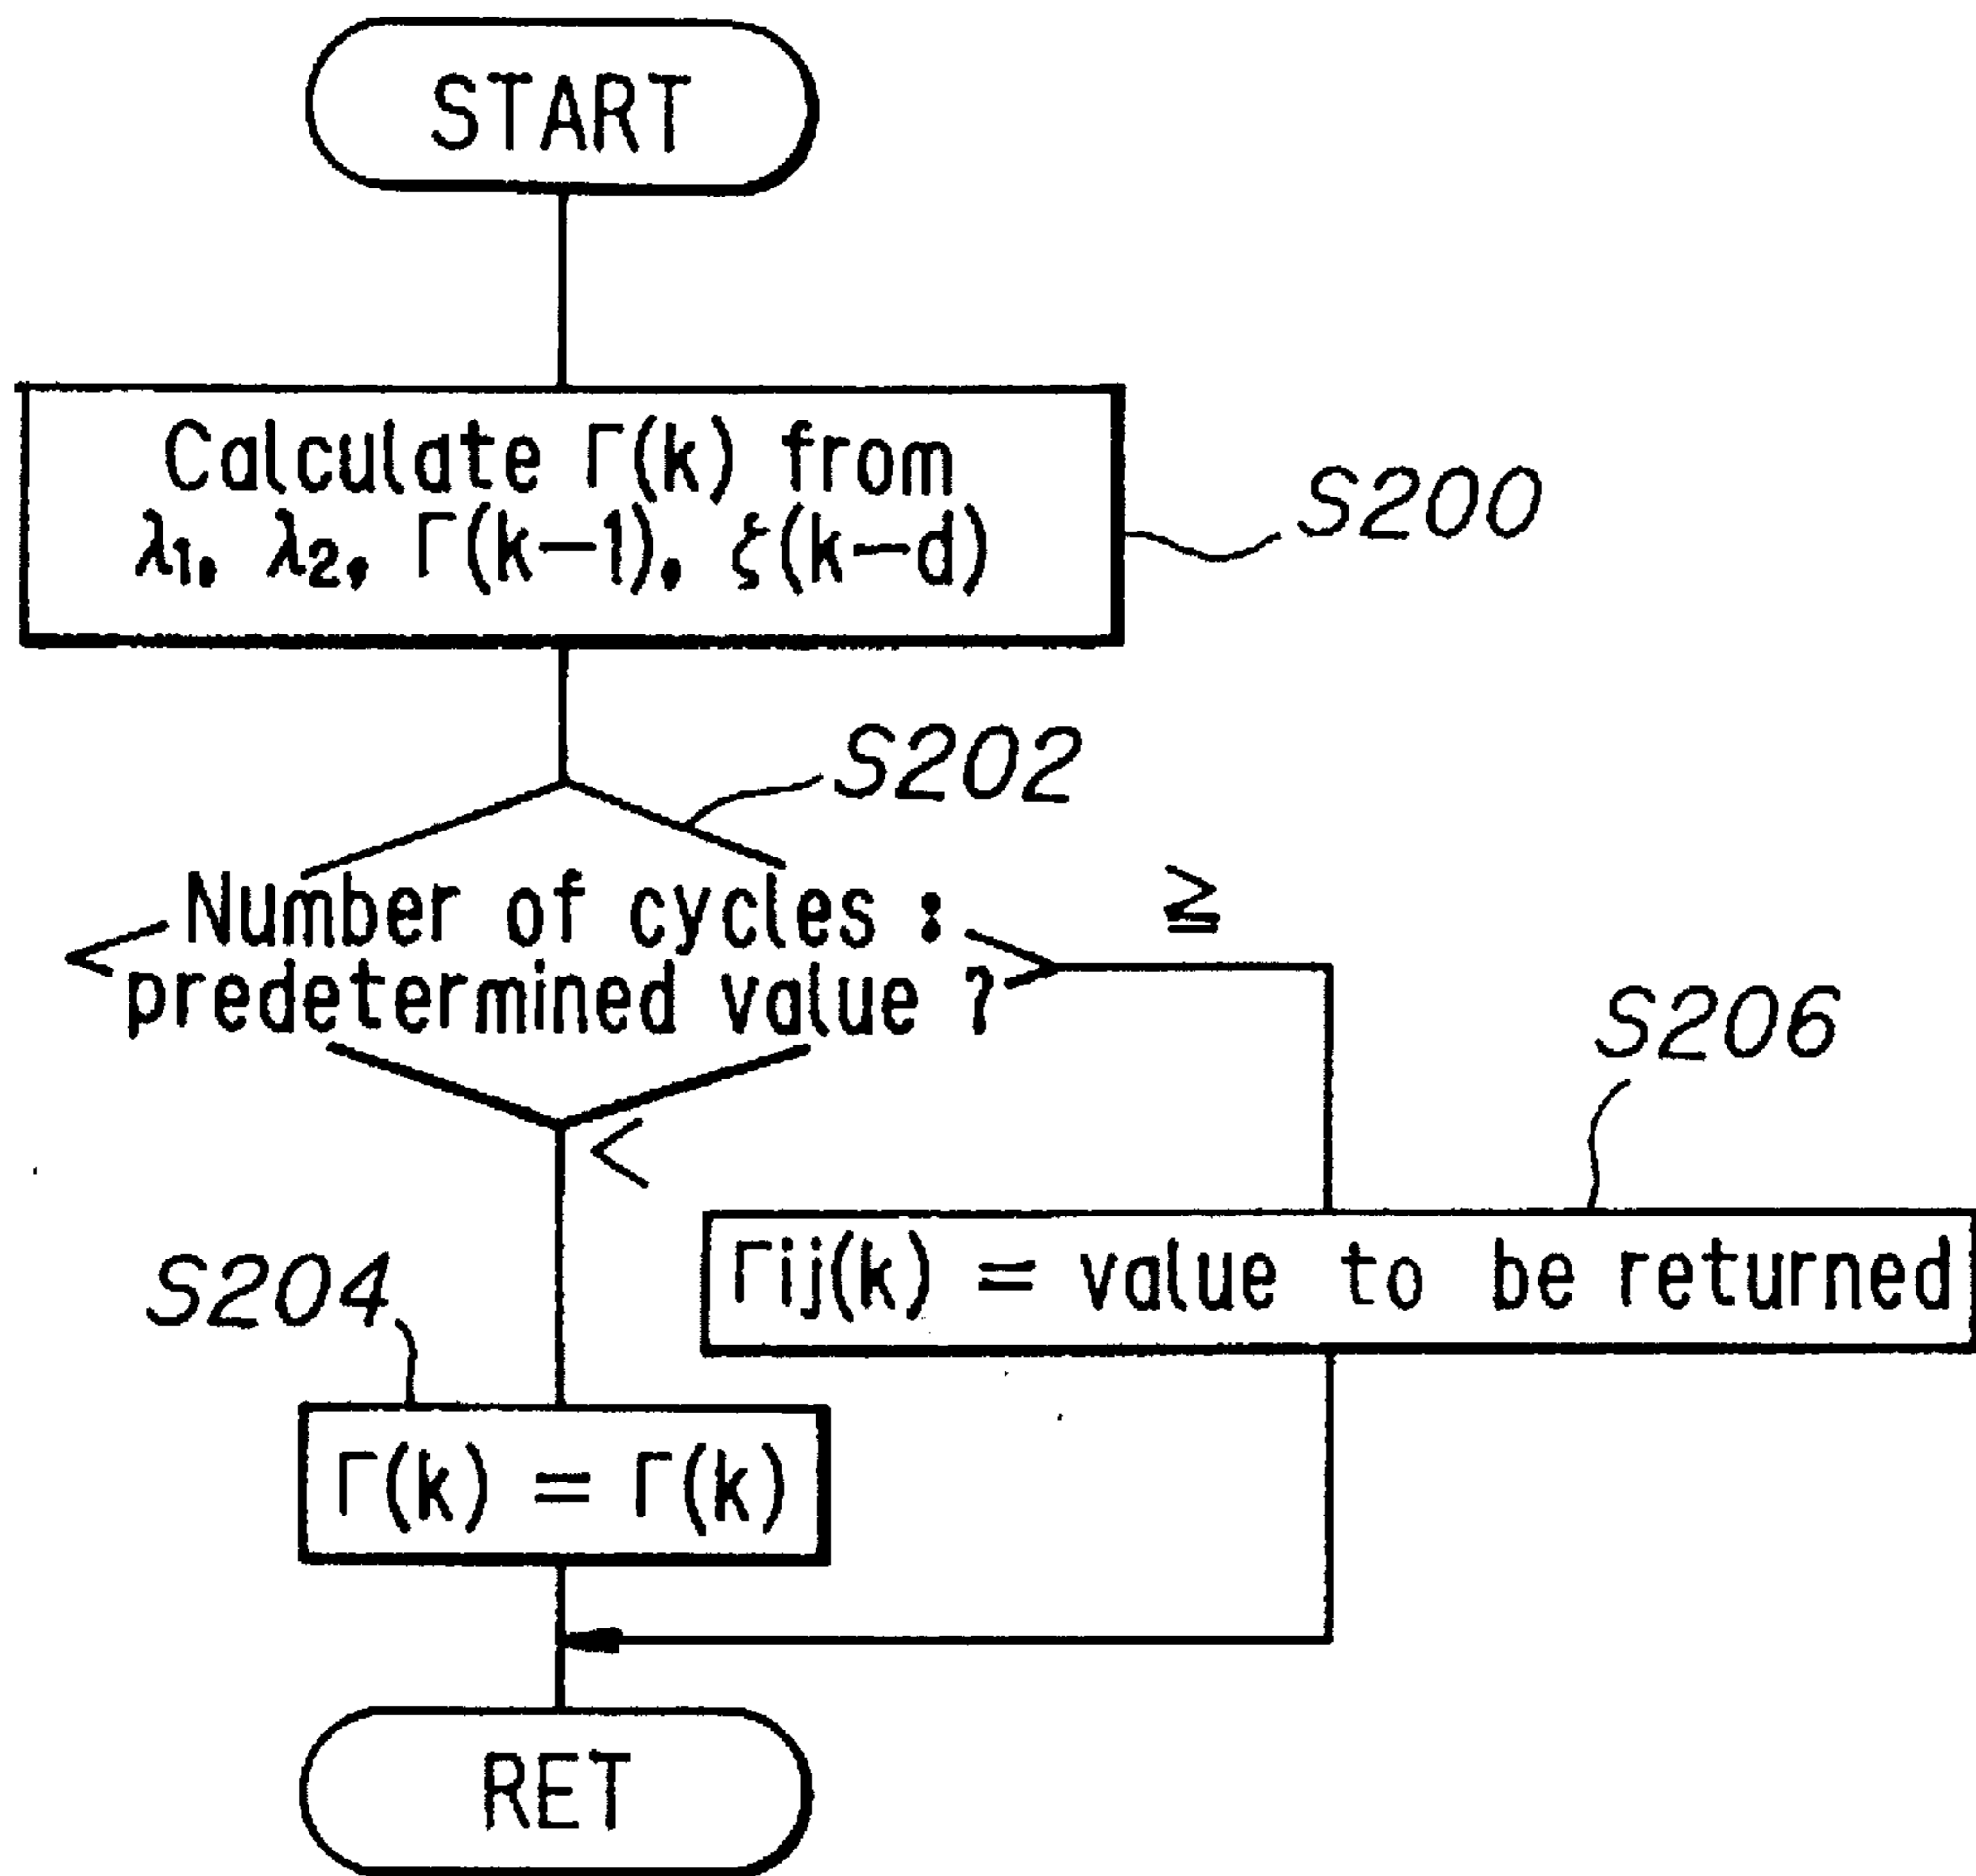 START
Calculate Γ(k) from
λ1, λ2, Γ(k-1), ζ(k-d)
S200
S202
Number of cycles :
predetermined value ?
≧
<
S206
Γij(k) = value to be returned
S204
Γ(k) = Γ(k)
RET